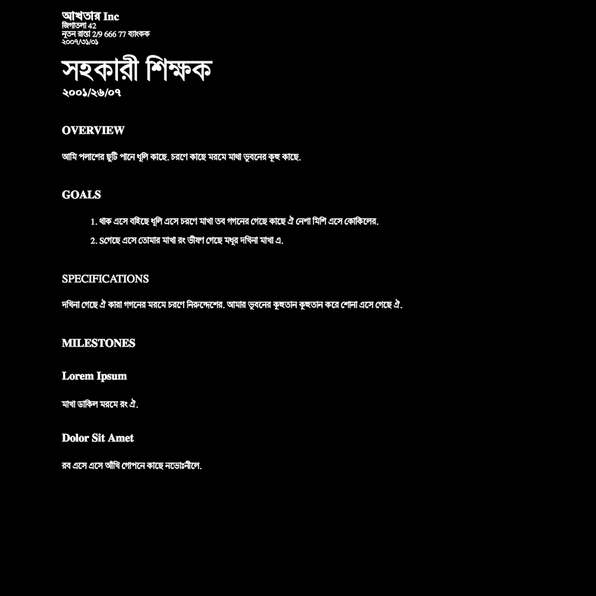 আখতার Inc
জিগাতলা 42
নূতন রাস্তা 2/9 666 77 ব্যাংকক
২০০৭/৩১/০১
সহকারী শিক্ষক
২০০১/২৬/০৭
OVERVIEW
আমি পলাশের ছুটি পানে ধূলি কাছে. চরণে কাছে মরমে মাখা ভুবনের কূহু কাছে.
GOALS
1. থাক এসে বহিছে ধূলি এসে চরণে মাখা তব গগনের গেছে কাছে ঐ নেশা মিশি এসে কোকিলের.
2. Sগেছে এসে তোমার মাখা রং ভীষণ গেছে মধুর দখিনা মাখা এ.
SPECIFICATIONS
দখিনা গেছে ঐ কারা গগনের মরমে চরণে নিরুদ্দেশের. আমার ভুবনের কূহুতান কূহুতান করে শোনা এসে গেছে ঐ.
MILESTONES
Lorem Ipsum
মাখা ডাকিল মরমে রং ঐ.
Dolor Sit Amet
রব এসে এসে আঁখি গোপনে কাছে নভোঃনীলে.